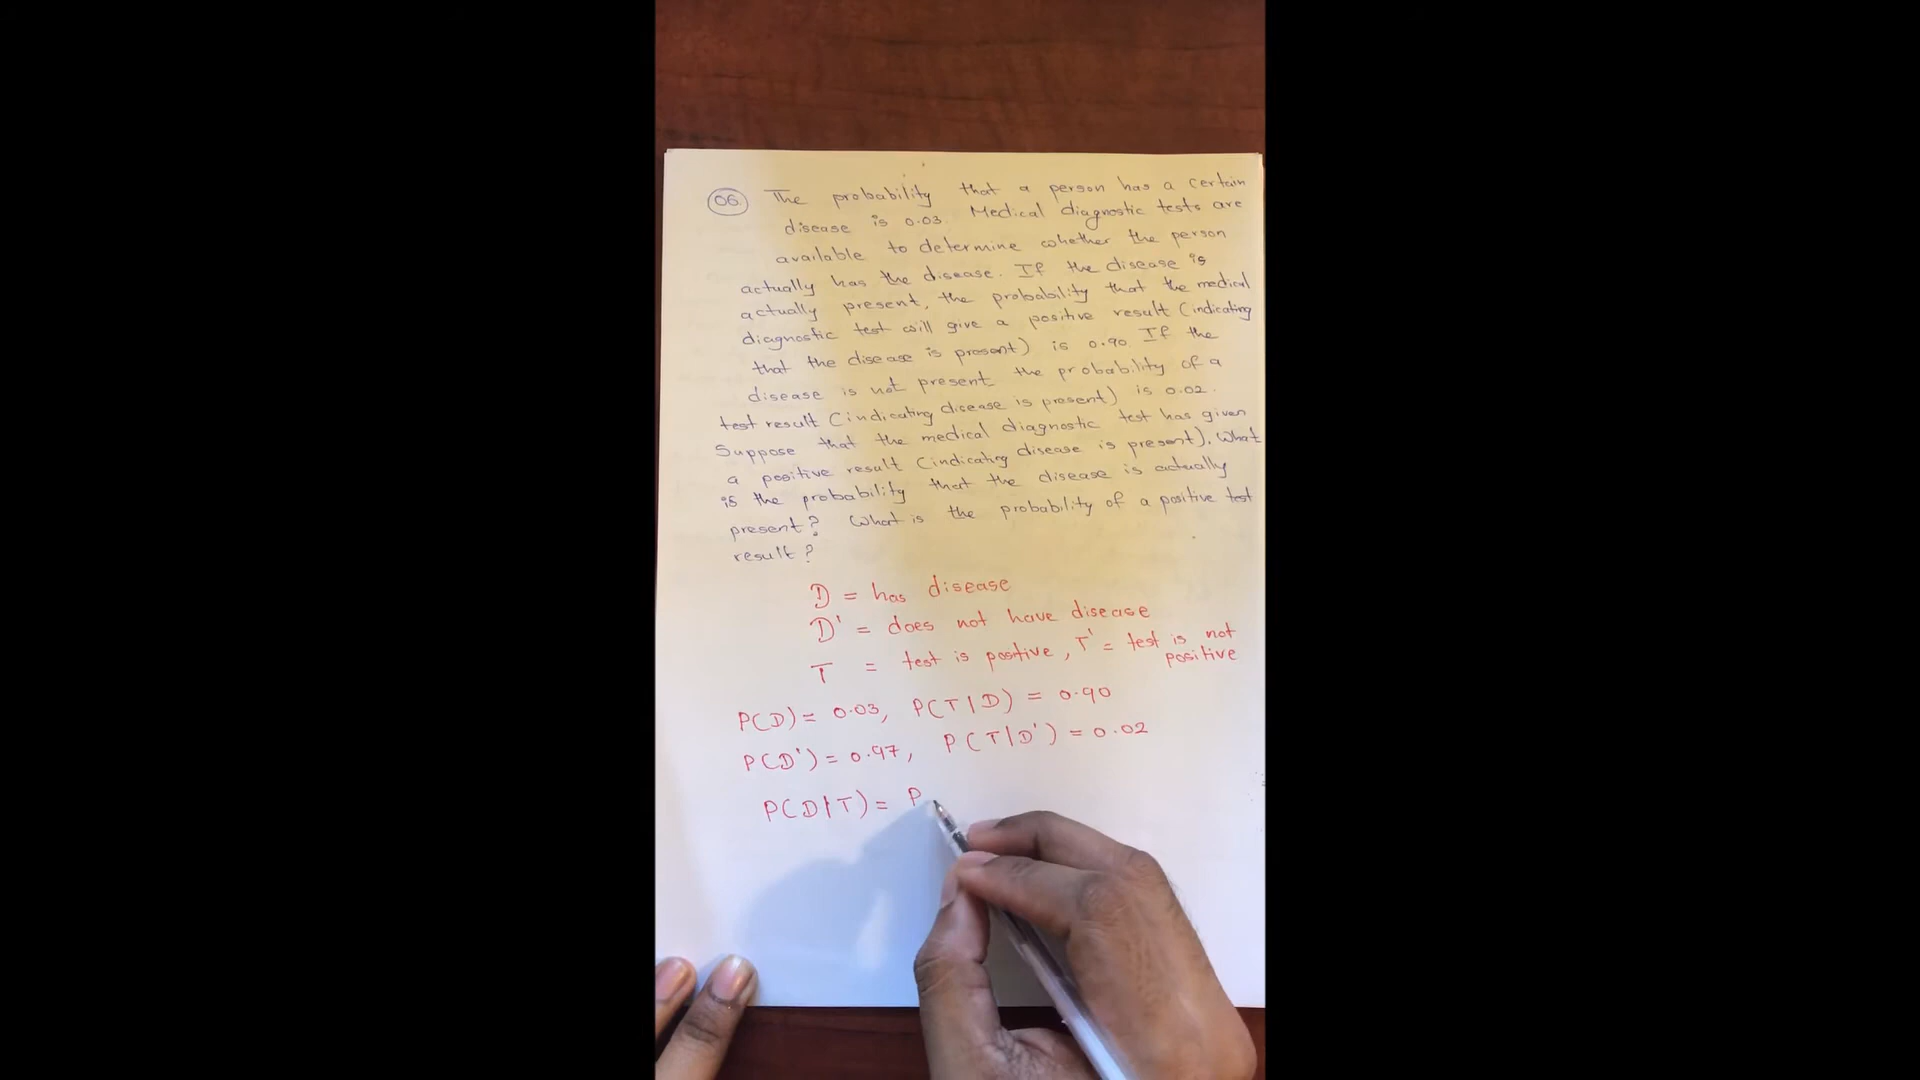 06. The probability that a person has a certain
disease is 0.03. Medical diagnostic tests are
available to determine whether the person
actually has the disease. If the disease is
actually present, the probability that the medical
diagnostic test will give a positive result (indicating
that the disease is present) is 0.90. If the
disease is not present the probability of a
test result (indicating disease is present) is 0.02.
Suppose that the medical diagnostic test has given
a positive result (indicating disease is present). What
is the probability that the disease is actually
present? What is the probability of a positive test
result?
D = has disease
D' = does not have disease
T = test is positive, T' = test is not
positive
P(D) = 0.03, P(T|D) = 0.90
P(D') = 0.97, P(T|D') = 0.02
P(D|T) = P